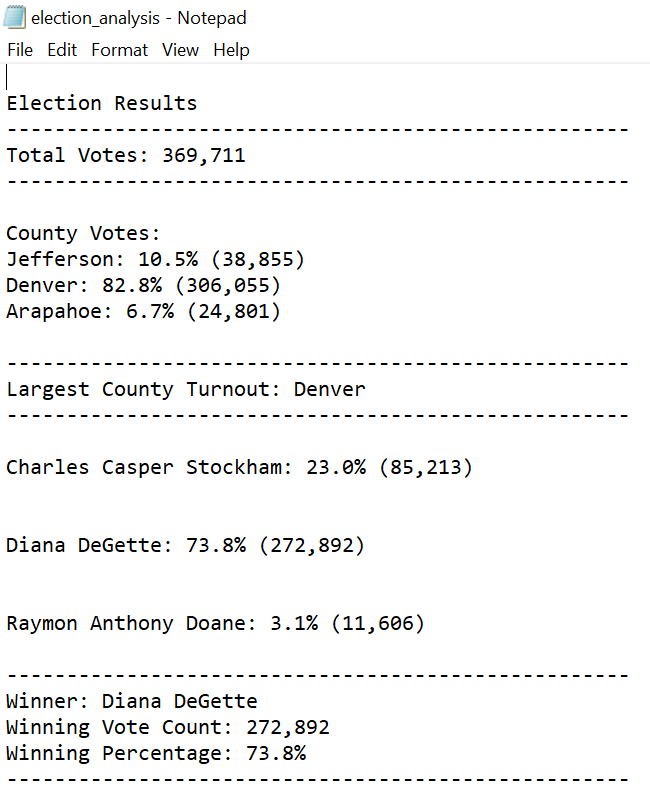 election_analysis - Notepad
File Edit Format View Help
Election Results
----------------------------------------------------
Total Votes: 369,711
----------------------------------------------------
County Votes:
Jefferson: 10.5% (38,855)
Denver: 82.8% (306,055)
Arapahoe: 6.7% (24,801)
----------------------------------------------------
Largest County Turnout: Denver
----------------------------------------------------
Charles Casper Stockham: 23.0% (85,213)
Diana DeGette: 73.8% (272,892)
Raymon Anthony Doane: 3.1% (11,606)
----------------------------------------------------
Winner: Diana DeGette
Winning Vote Count: 272,892
Winning Percentage: 73.8%
----------------------------------------------------